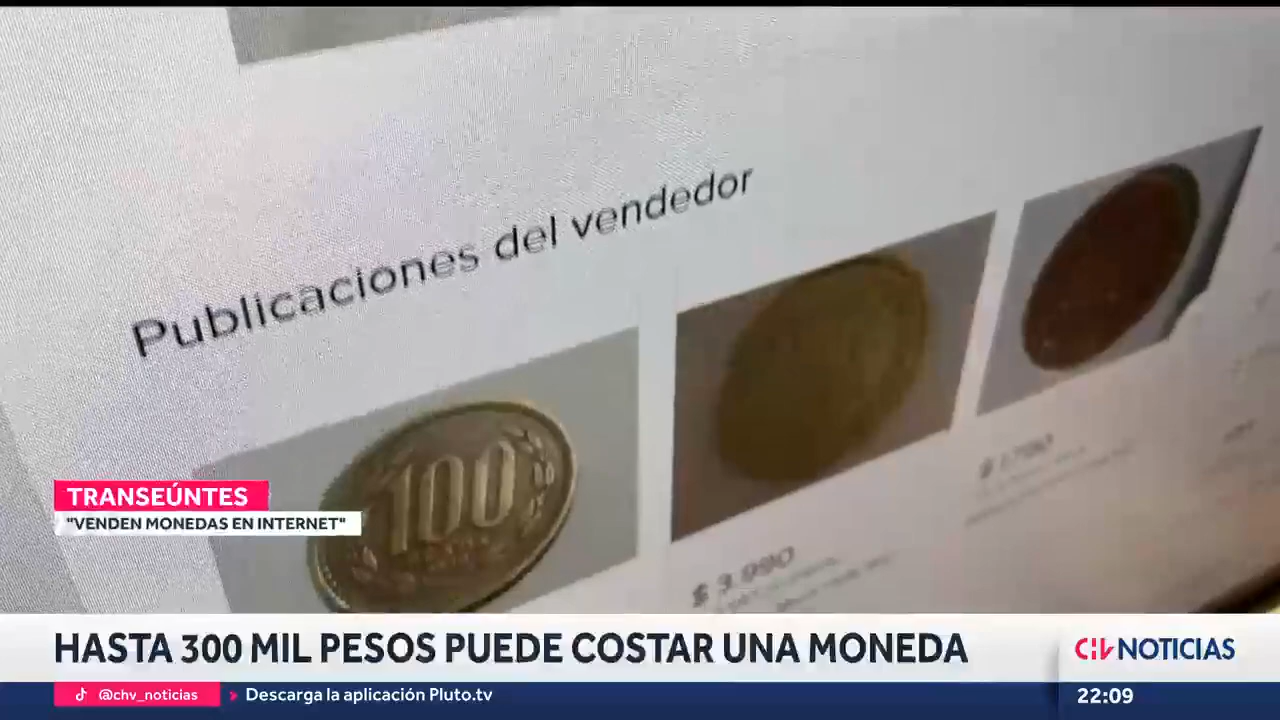 Publicaciones del vendedor
100
$ 3.990
TRANSEÚNTES
"VENDEN MONEDAS EN INTERNET"
HASTA 300 MIL PESOS PUEDE COSTAR UNA MONEDA
CHV NOTICIAS
@chv_noticias
Descarga la aplicación Pluto.tv
22:09